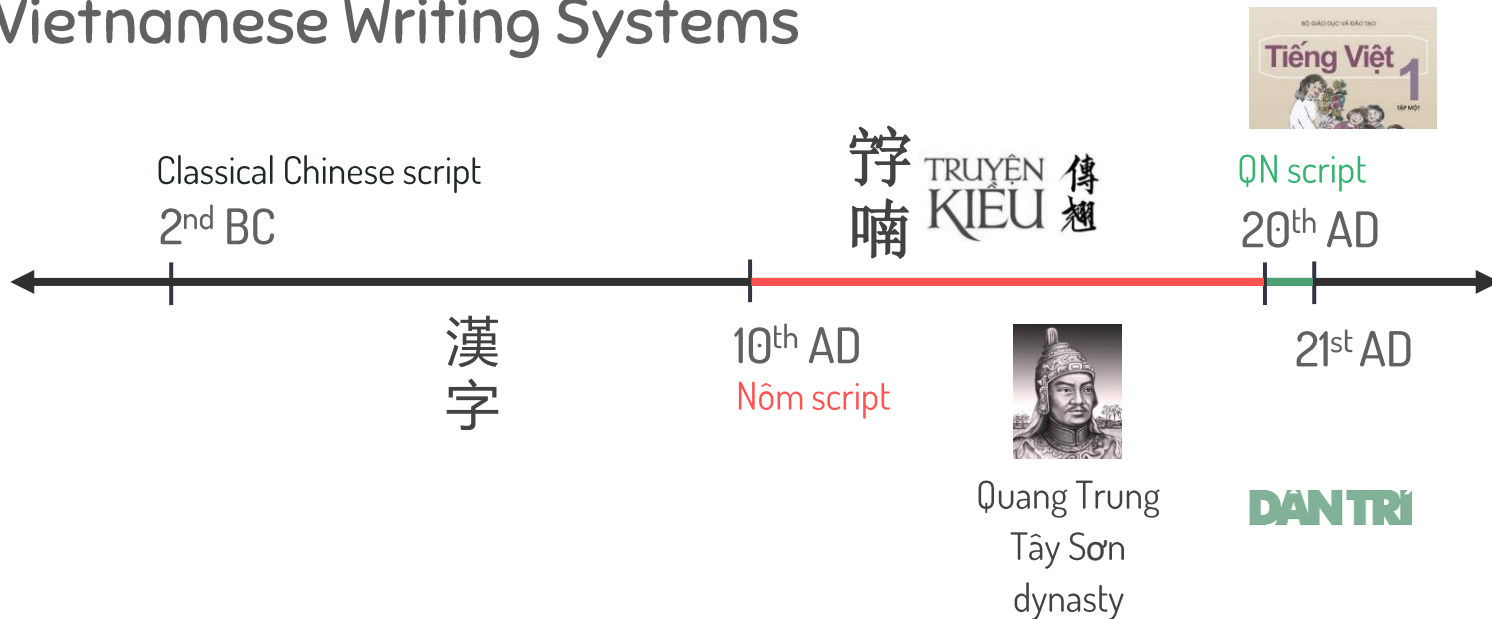 Vietnamese Writing Systems
BỘ GIÁO DỤC VÀ ĐÀO TẠO
Tiếng Việt 1
TẬP MỘT
Classical Chinese script
2nd BC
漢
字
喃
TRUYỆN
KIỀU
傳
翹
QN script
20th AD
10th AD
Nôm script
21st AD
Quang Trung
Tây Sơn
dynasty
DÂN TRÍ